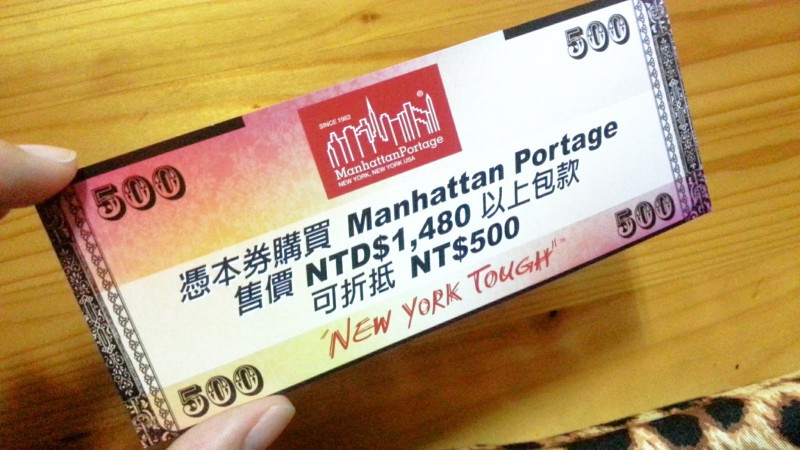 500
500
SINCE 1983
®
ManhattanPortage
NEW YORK, NEW YORK USA
憑本券購買 Manhattan Portage
售價 NTD$1,480 以上包款
可折抵 NT$500
"NEW YORK TOUGH"™
500
500